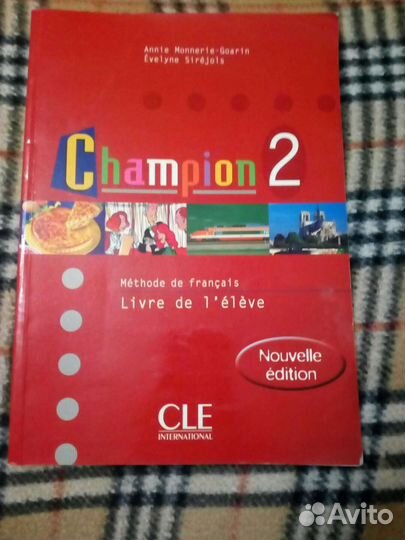 Annie Monnerie-Goarin
Évelyne Siréjols
Champion 2
Méthode de français
Livre de l'élève
Nouvelle
édition
CLE
INTERNATIONAL
Avito